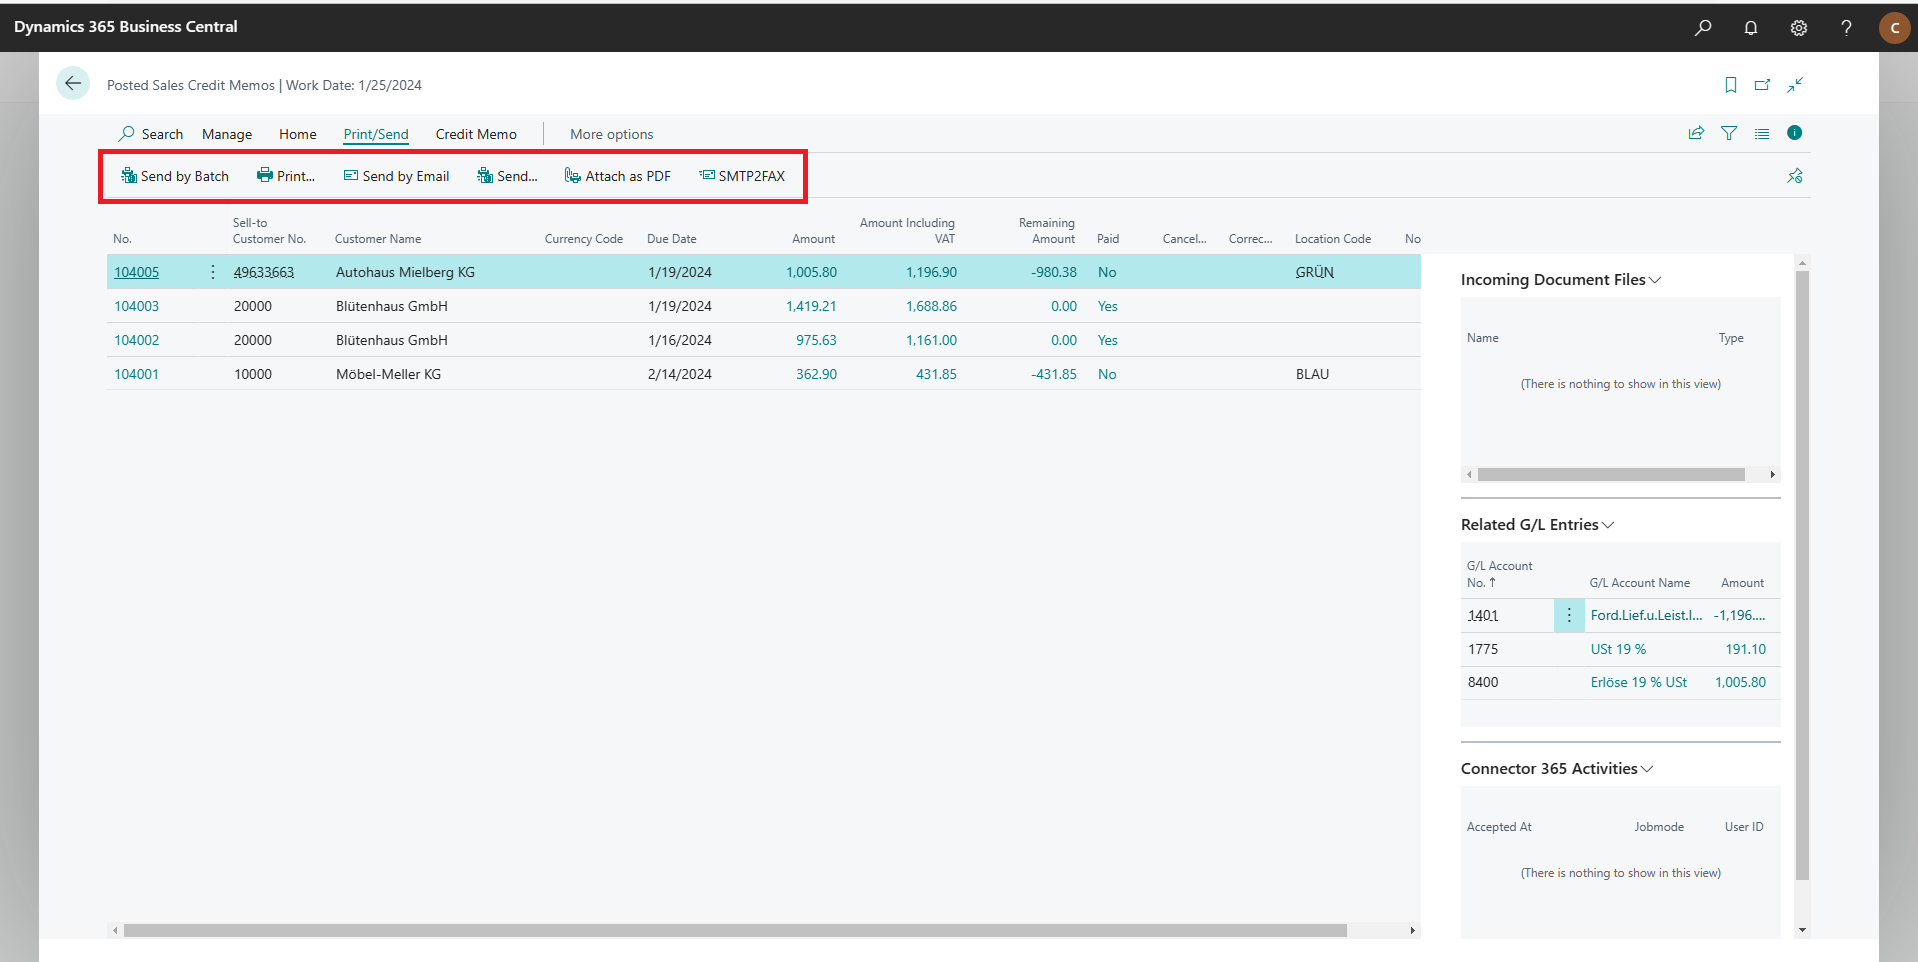 Dynamics 365 Business Central
C
Posted Sales Credit Memos | Work Date: 1/25/2024
Search Manage Home Print/Send Credit Memo More options
Send by Batch Print... Send by Email Send... Attach as PDF SMTP2FAX
No. Sell-to Customer No. Customer Name Currency Code Due Date Amount Amount Including VAT Remaining Amount Paid Cancel... Correc... Location Code No
104005 49633663 Autohaus Mielberg KG 1/19/2024 1,005.80 1,196.90 -980.38 No GRÜN
104003 20000 Blütenhaus GmbH 1/19/2024 1,419.21 1,688.86 0.00 Yes
104002 20000 Blütenhaus GmbH 1/16/2024 975.63 1,161.00 0.00 Yes
104001 10000 Möbel-Meller KG 2/14/2024 362.90 431.85 -431.85 No BLAU
Incoming Document Files
Name Type
(There is nothing to show in this view)
Related G/L Entries
G/L Account No. ↑ G/L Account Name Amount
1401 Ford.Lief.u.Leist.I... -1,196....
1775 USt 19 % 191.10
8400 Erlöse 19 % USt 1,005.80
Connector 365 Activities
Accepted At Jobmode User ID
(There is nothing to show in this view)